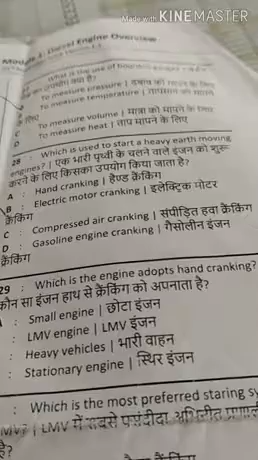 Made with KINEMASTER
Module 1: Diesel Engine Overview
What is the use of
To measure pressure | दबाव को मापने के लिए
To measure temperature | तापमान को मापने
के लिए
C : To measure volume | मात्रा को मापने के लिए
D : To measure heat | ताप मापने के लिए
28 : Which is used to start a heavy earth moving
engines? | एक भारी पृथ्वी के चलने वाले इंजन को शुरू
करने के लिए किसका उपयोग किया जाता है?
A : Hand cranking | हैण्ड क्रैंकिंग
B : Electric motor cranking | इलेक्ट्रिक मोटर
क्रैंकिंग
C : Compressed air cranking | संपीड़ित हवा क्रैंकिंग
D : Gasoline engine cranking | गैसोलीन इंजन
क्रैंकिंग
29 : Which is the engine adopts hand cranking?
कौन सा इंजन हाथ से क्रैंकिंग को अपनाता है?
: Small engine | छोटा इंजन
: LMV engine | LMV इंजन
: Heavy vehicles | भारी वाहन
: Stationary engine | स्थिर इंजन
: Which is the most preferred staring sy
LMV में सबसे पसंदीदा
है?